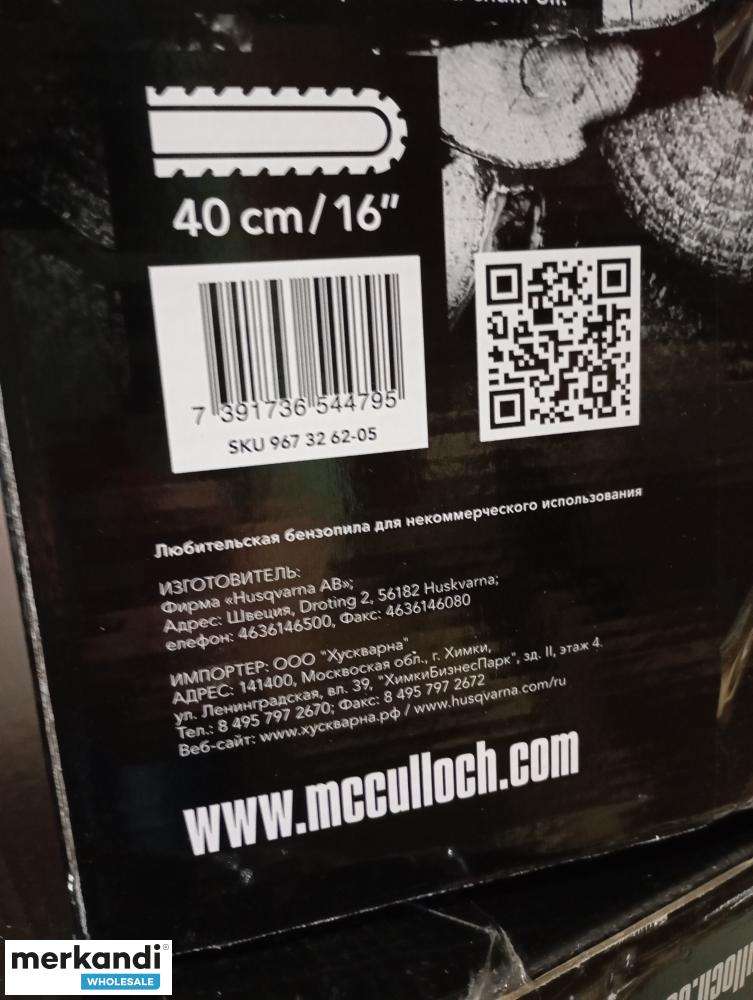 40 cm/16"
7 391736 544795
SKU 967 32 62-05
Любительская бензопила для некоммерческого использования
ИЗГОТОВИТЕЛЬ:
Фирма «Husqvarna AB»;
Адрес: Швеция, Droting 2, 56182 Huskvarna;
елефон: 4636146500, Факс: 4636146080
ИМПОРТЕР: ООО "Хускварна"
АДРЕС: 141400, Москвоская обл., г. Химки,
ул. Ленинградская, вл. 39, "ХимкиБизнесПарк", зд. II, этаж 4.
Тел.: 8 495 797 2670; Факс: 8 495 797 2672
Веб-сайт: www.хускварна.рф / www.husqvarna.com/ru
www.mcculloch.com
merkandi®
WHOLESALE